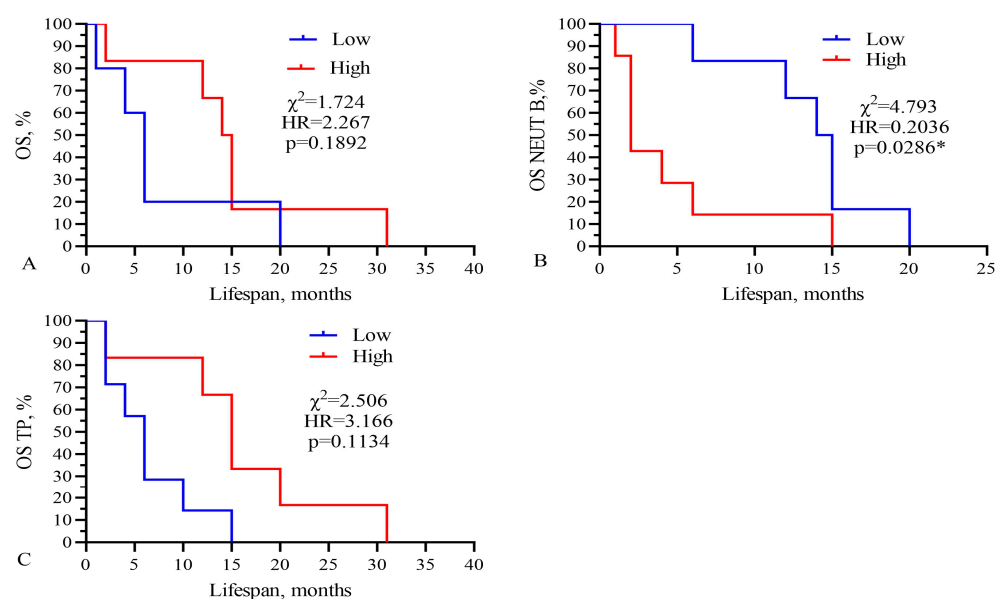 100
90
80
70
60
50
40
30
20
10
0
OS, %
Low
High
χ²=1.724
HR=2.267
p=0.1892
0 5 10 15 20 25 30 35 40
A
Lifespan, months
100
90
80
70
60
50
40
30
20
10
0
OS NEUT B,%
Low
High
χ²=4.793
HR=0.2036
p=0.0286*
0 5 10 15 20 25
B
Lifespan, months
100
90
80
70
60
50
40
30
20
10
0
OS TP, %
Low
High
χ²=2.506
HR=3.166
p=0.1134
0 5 10 15 20 25 30 35 40
C
Lifespan, months